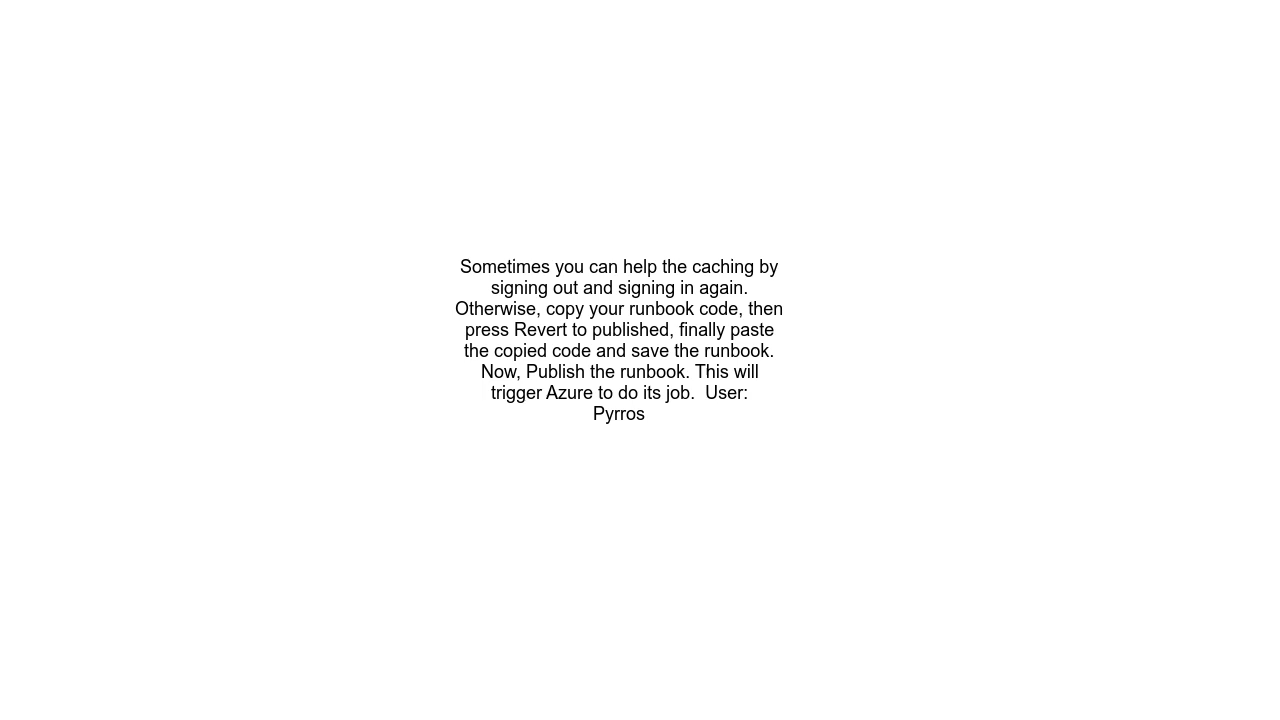 Sometimes you can help the caching by
signing out and signing in again.
Otherwise, copy your runbook code, then
press Revert to published, finally paste
the copied code and save the runbook.
Now, Publish the runbook. This will
trigger Azure to do its job.  User:
Pyrros